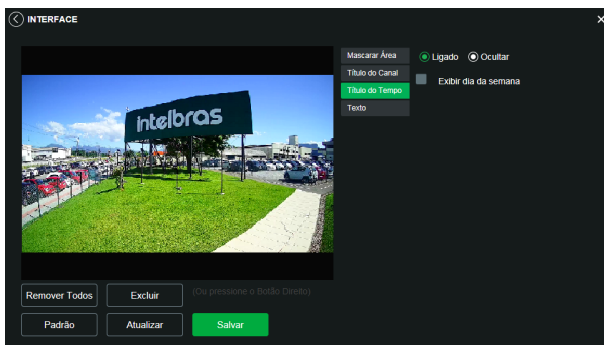 INTERFACE
Mascarar Área
Ligado
Ocultar
Título do Canal
Exibir dia da semana
Título do Tempo
Texto
intelbras
Remover Todos
Excluir
(Ou pressione o Botão Direito)
Padrão
Atualizar
Salvar